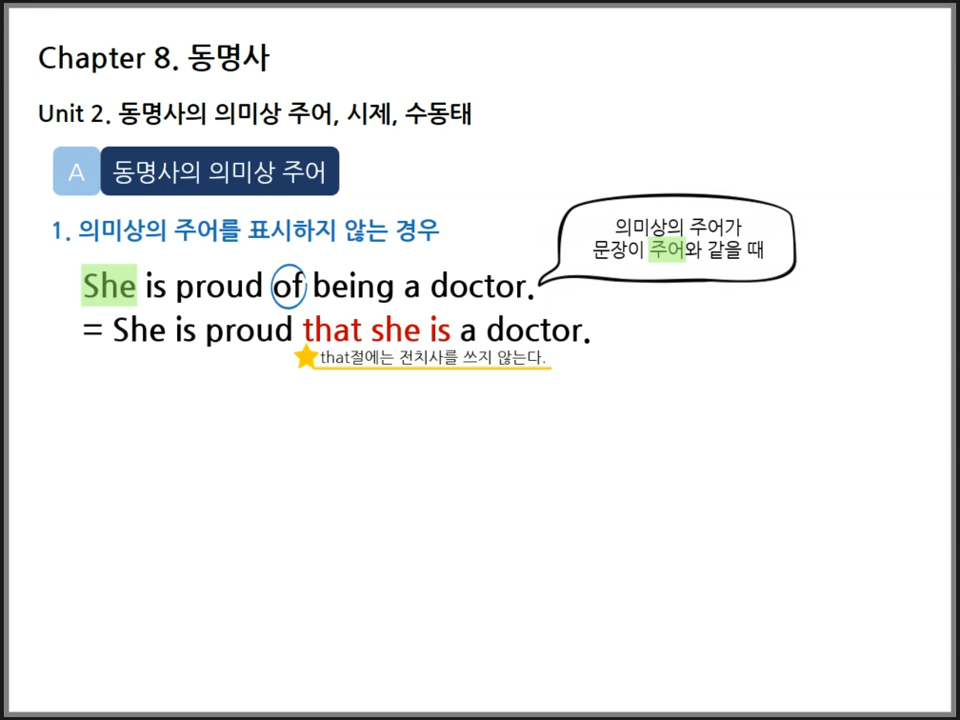 Chapter 8. 동명사
Unit 2. 동명사의 의미상 주어, 시제, 수동태
A 동명사의 의미상 주어
1. 의미상의 주어를 표시하지 않는 경우
의미상의 주어가
문장이 주어와 같을 때
She is proud of being a doctor.
= She is proud that she is a doctor.
that절에는 전치사를 쓰지 않는다.